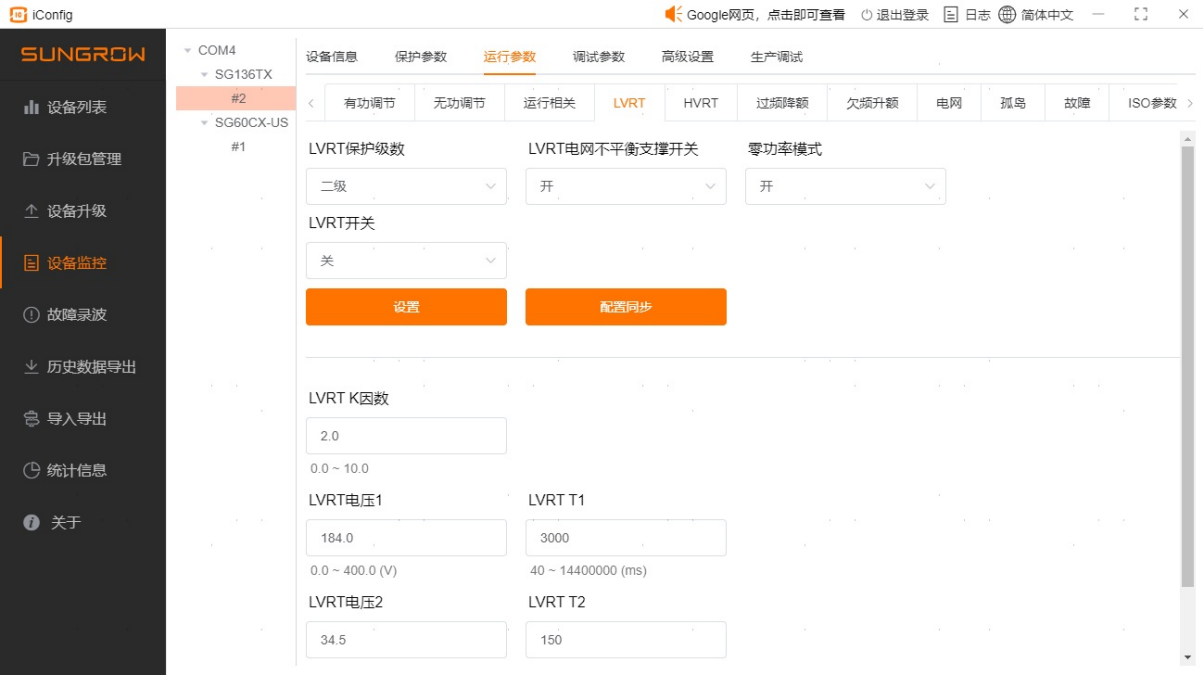 iConfig
Google网页，点击即可查看 退出登录 日志 简体中文
SUNGROW
设备列表
升级包管理
设备升级
设备监控
故障录波
历史数据导出
导入导出
统计信息
关于
COM4
SG136TX
#2
SG60CX-US
#1
设备信息 保护参数 运行参数 调试参数 高级设置 生产调试
有功调节 无功调节 运行相关 LVRT HVRT 过频降额 欠频升额 电网 孤岛 故障 ISO参数
LVRT保护级数 LVRT电网不平衡支撑开关 零功率模式
二级 开 开
LVRT开关
关
设置 配置同步
LVRT K因数
2.0
0.0 ~ 10.0
LVRT电压1 LVRT T1
184.0 3000
0.0 ~ 400.0 (V) 40 ~ 14400000 (ms)
LVRT电压2 LVRT T2
34.5 150